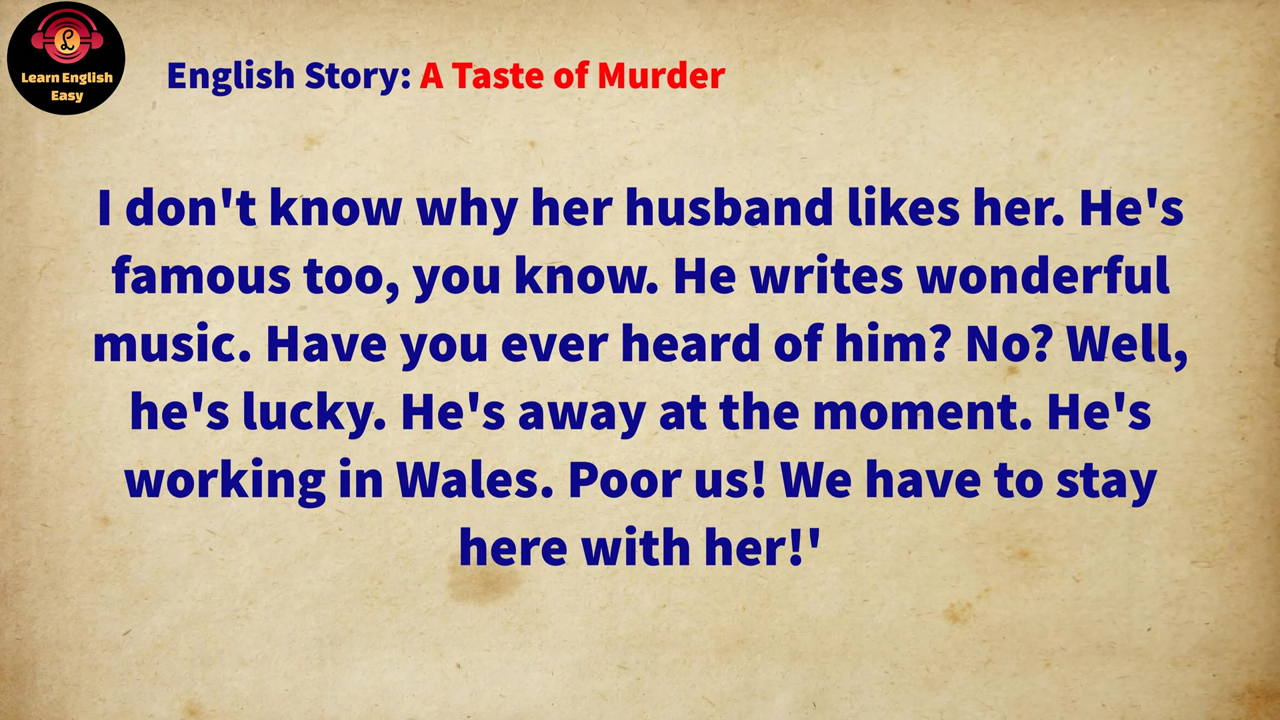 Learn English
Easy
English Story: A Taste of Murder
I don't know why her husband likes her. He's
famous too, you know. He writes wonderful
music. Have you ever heard of him? No? Well,
he's lucky. He's away at the moment. He's
working in Wales. Poor us! We have to stay
here with her!'